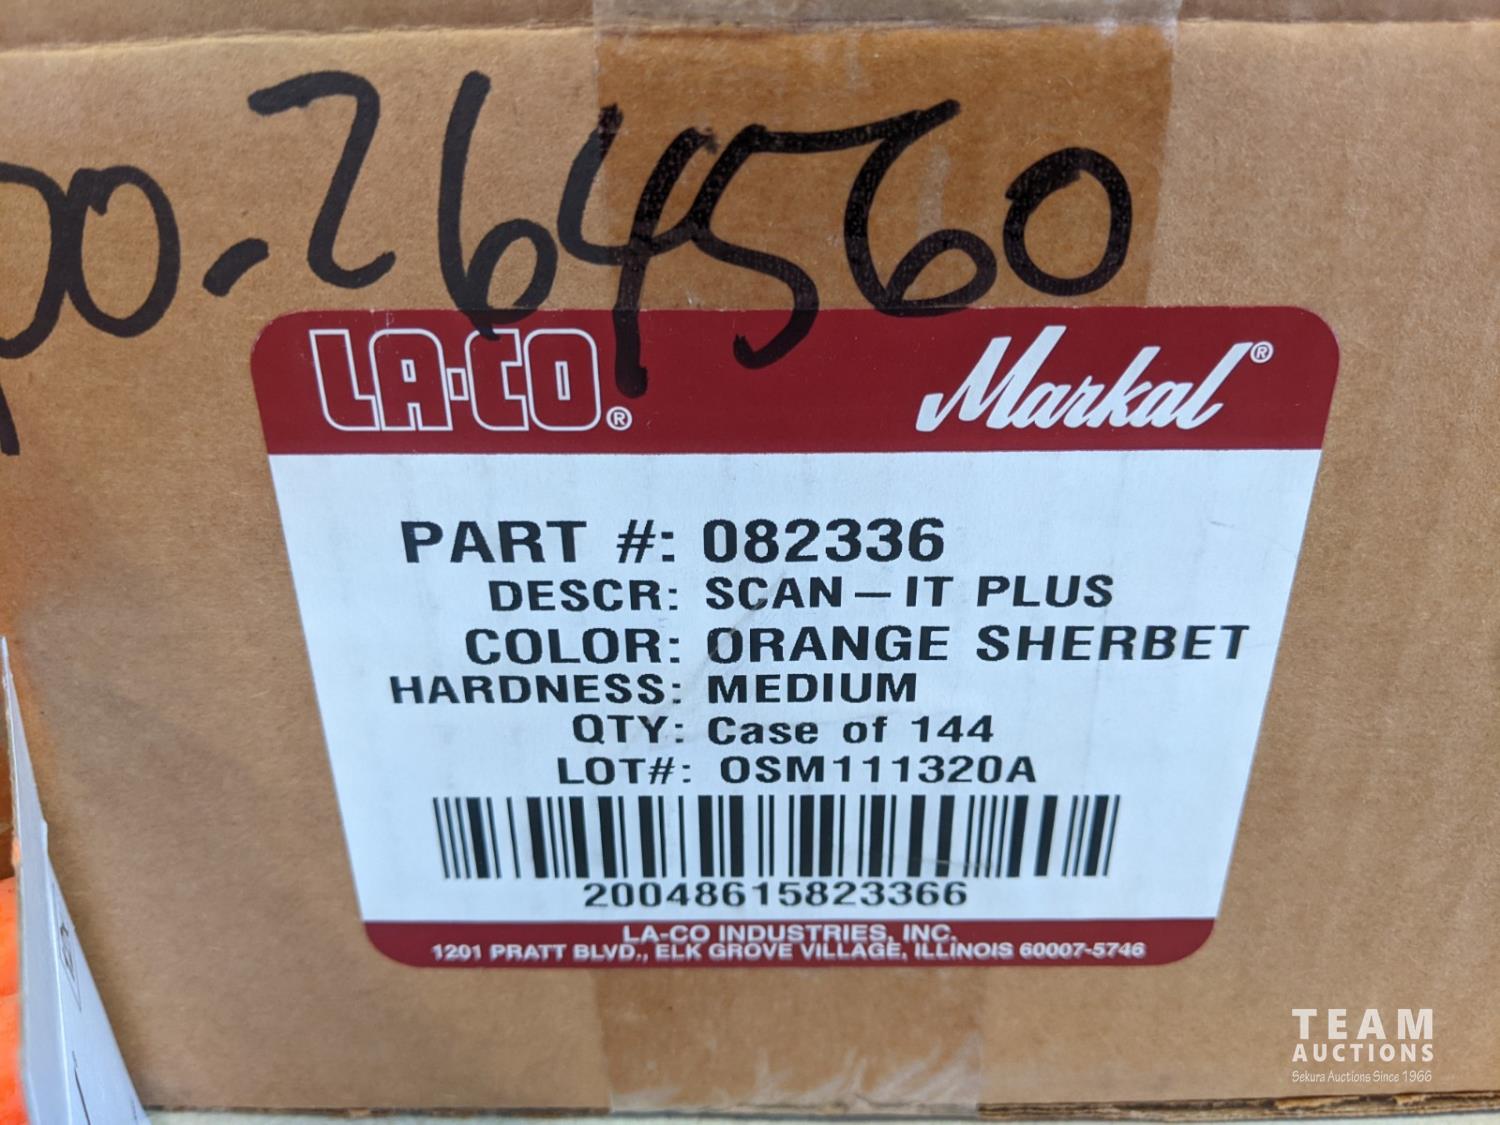 PO-264560
LA-CO®
Markal®
PART #: 082336
DESCR: SCAN-IT PLUS
COLOR: ORANGE SHERBET
HARDNESS: MEDIUM
QTY: Case of 144
LOT#: OSM111320A
20048615823366
LA-CO INDUSTRIES, INC.
1201 PRATT BLVD., ELK GROVE VILLAGE, ILLINOIS 60007-5746
TEAM
AUCTIONS
Sekura Auctions Since 1966